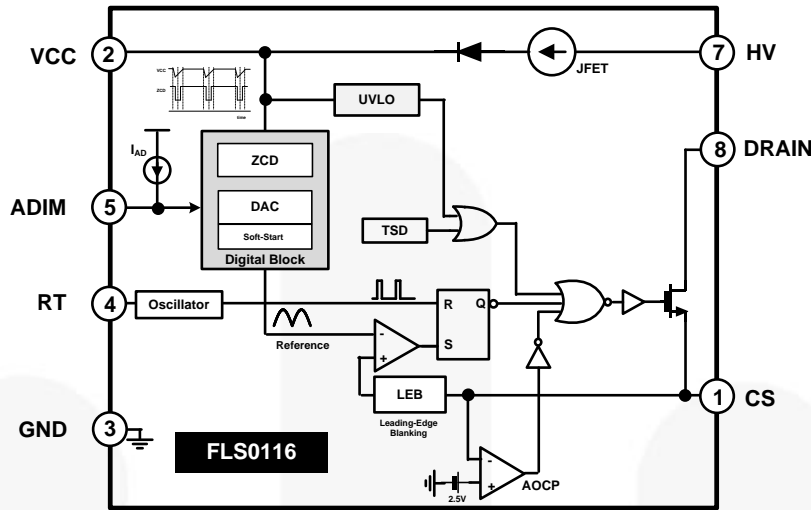 VCC
2
7
HV
JFET
VCC
ZCD
time
UVLO
8
DRAIN
I_AD
ZCD
ADIM
5
DAC
Soft-Start
Digital Block
TSD
RT
4
Oscillator
R
Q
Reference
-
+
S
LEB
1
CS
Leading-Edge
Blanking
GND
3
FLS0116
-
+
2.5V
AOCP